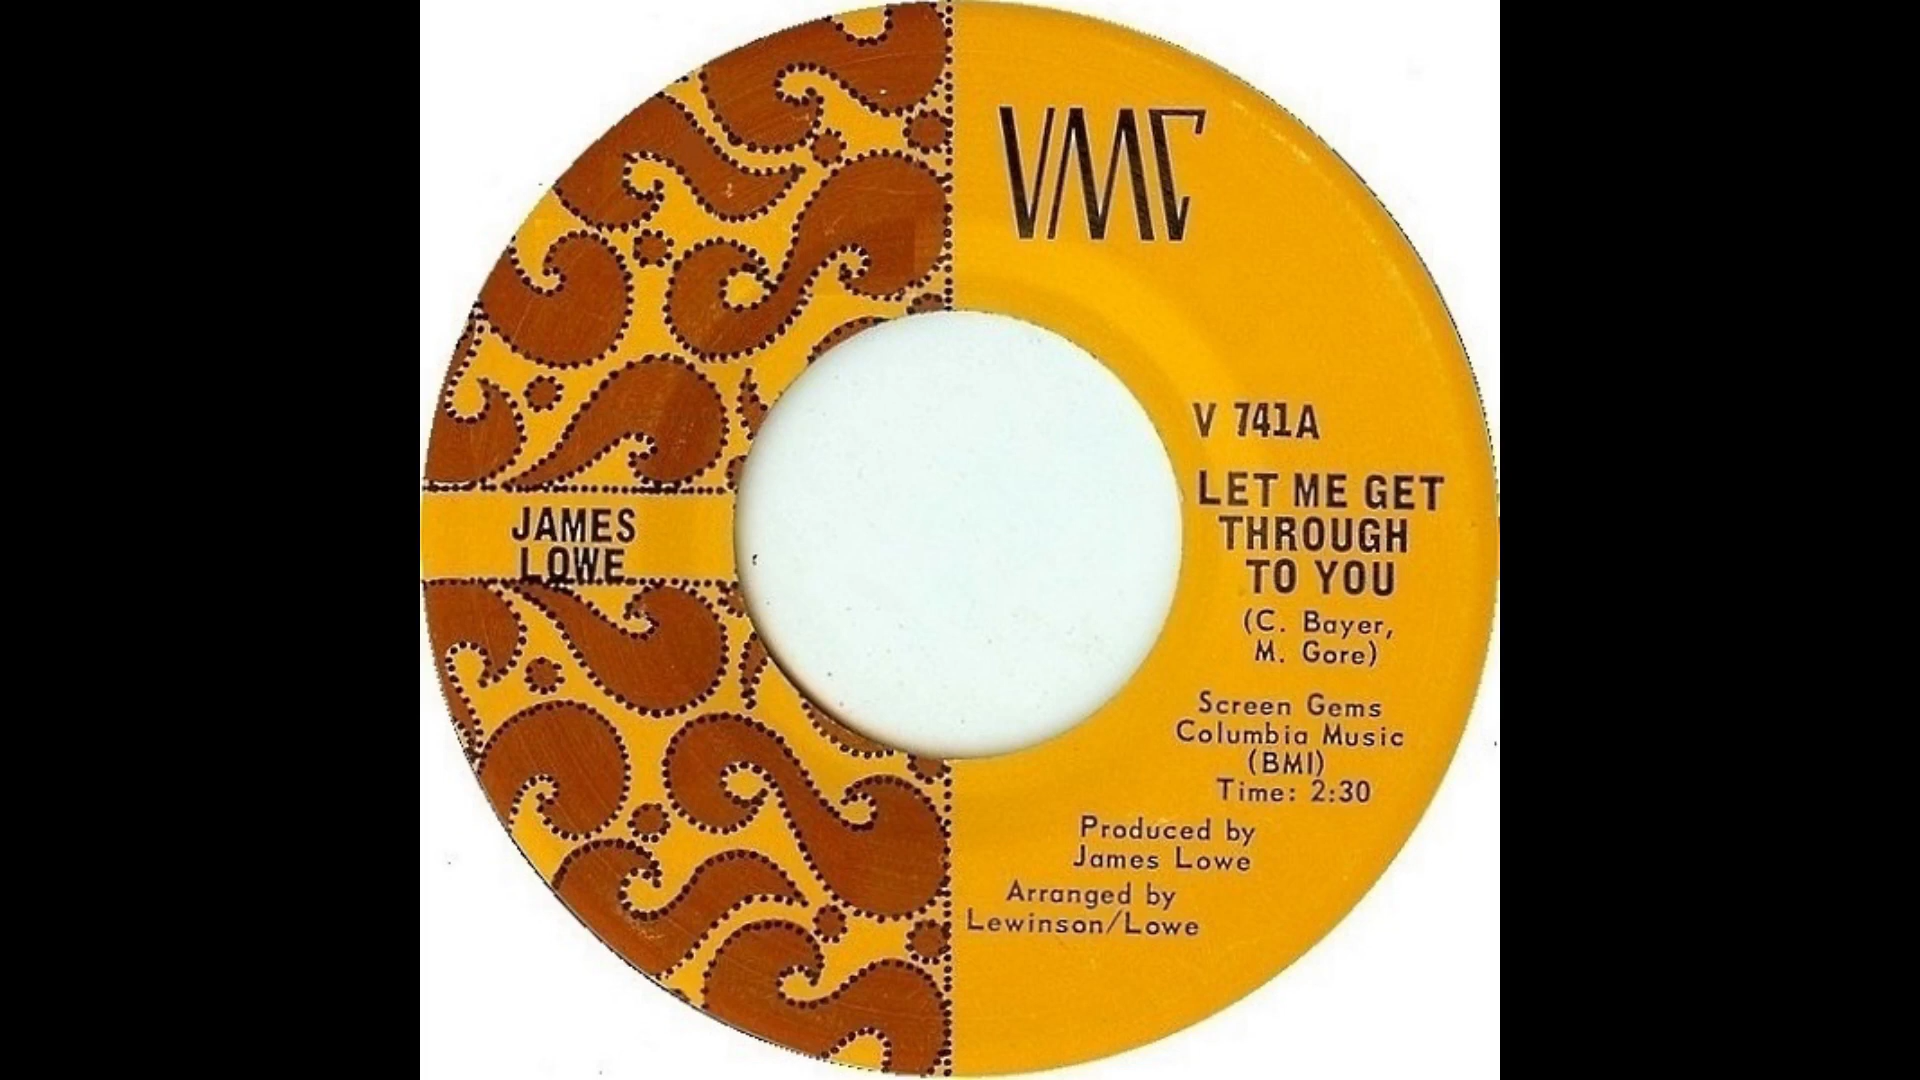 VMC
V 741A
LET ME GET
THROUGH
TO YOU
(C. Bayer,
M. Gore)
Screen Gems
Columbia Music
(BMI)
Time: 2:30
Produced by
James Lowe
Arranged by
Lewinson/Lowe
JAMES
LOWE